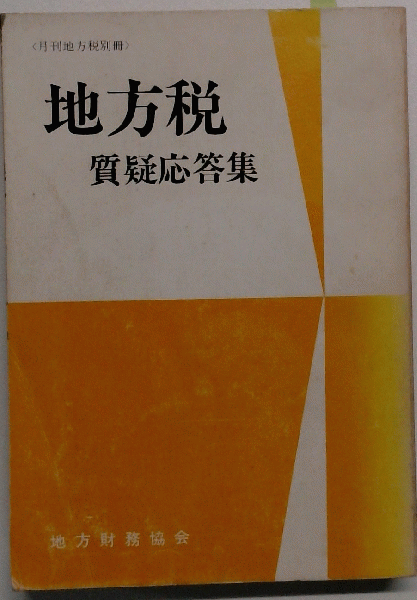 〈月刊地方税別冊〉
地方税
質疑応答集
地方財務協会